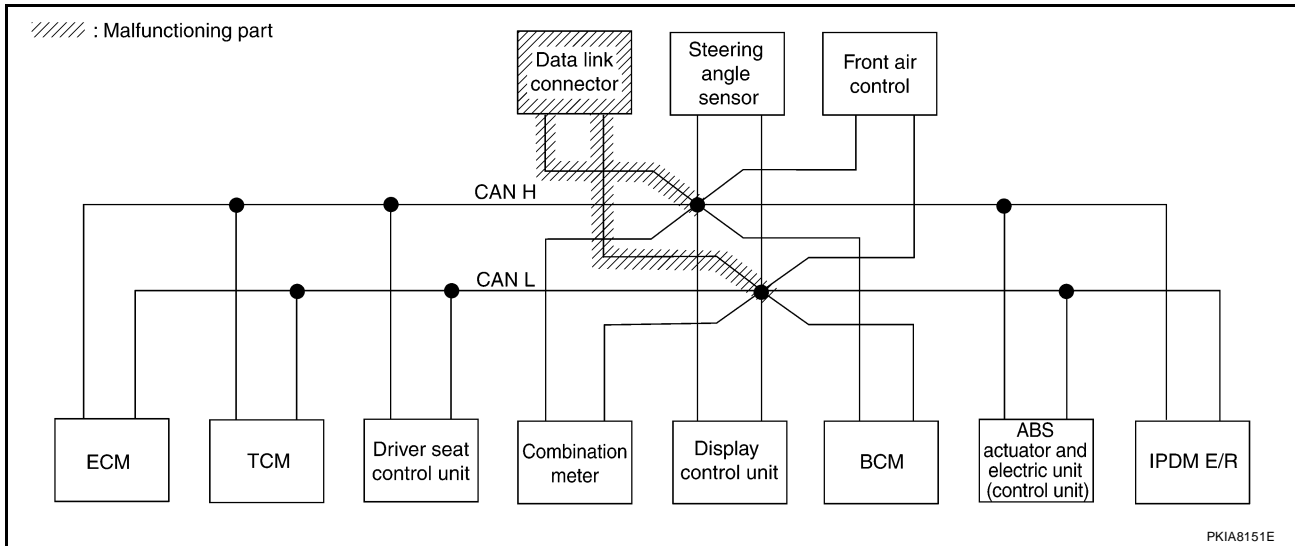 : Malfunctioning part
Data link
connector
Steering
angle
sensor
Front air
control
CAN H
CAN L
ECM
TCM
Driver seat
control unit
Combination
meter
Display
control unit
BCM
ABS
actuator and
electric unit
(control unit)
IPDM E/R
PKIA8151E